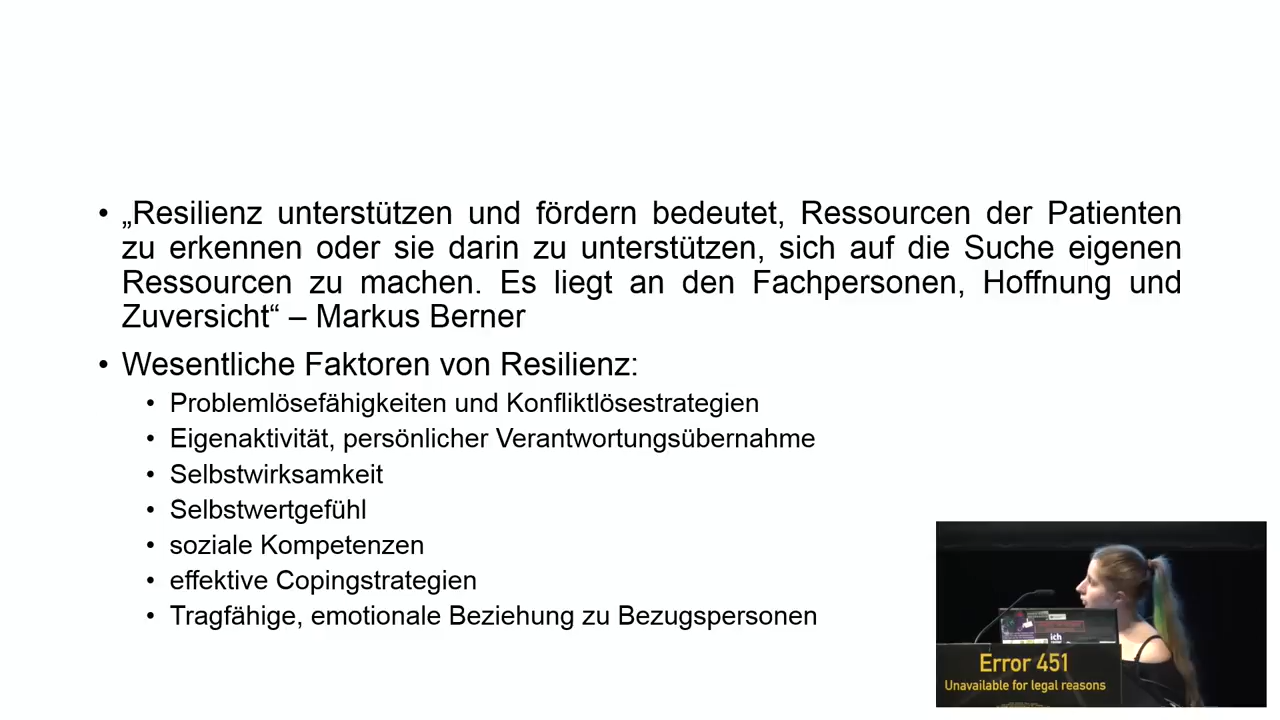 • „Resilienz unterstützen und fördern bedeutet, Ressourcen der Patienten
zu erkennen oder sie darin zu unterstützen, sich auf die Suche eigenen
Ressourcen zu machen. Es liegt an den Fachpersonen, Hoffnung und
Zuversicht“ – Markus Berner
• Wesentliche Faktoren von Resilienz:
• Problemlösefähigkeiten und Konfliktlösestrategien
• Eigenaktivität, persönlicher Verantwortungsübernahme
• Selbstwirksamkeit
• Selbstwertgefühl
• soziale Kompetenzen
• effektive Copingstrategien
• Tragfähige, emotionale Beziehung zu Bezugspersonen
ich
Error 451
Unavailable for legal reasons